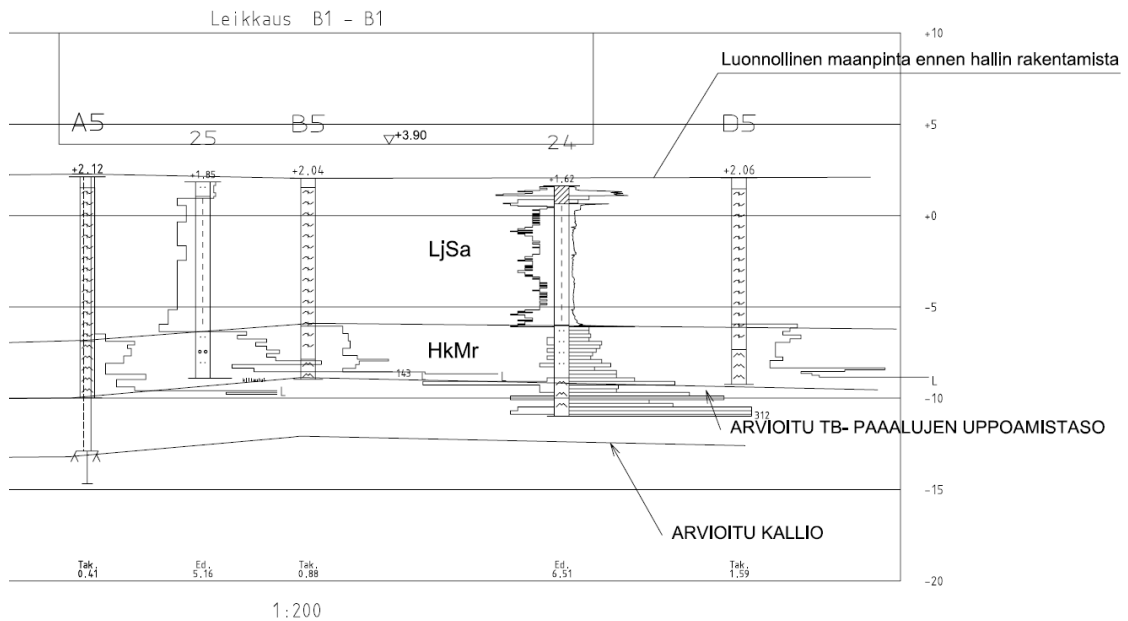 Leikkaus B1 - B1
+10
Luonnollinen maanpinta ennen hallin rakentamista
A5
25
B5
+3.90
24
D5
+5
+2.12
+1,85
+2.04
+1,62
+2.06
+0
LjSa
-5
HkMr
143
L
L
L
-10
312
ARVIOITU TB- PAAALUJEN UPPOAMISTASO
ARVIOITU KALLIO
-15
Tak.
0,41
Ed.
5,16
Tak.
0,88
Ed.
6,51
Tak.
1,59
-20
1:200